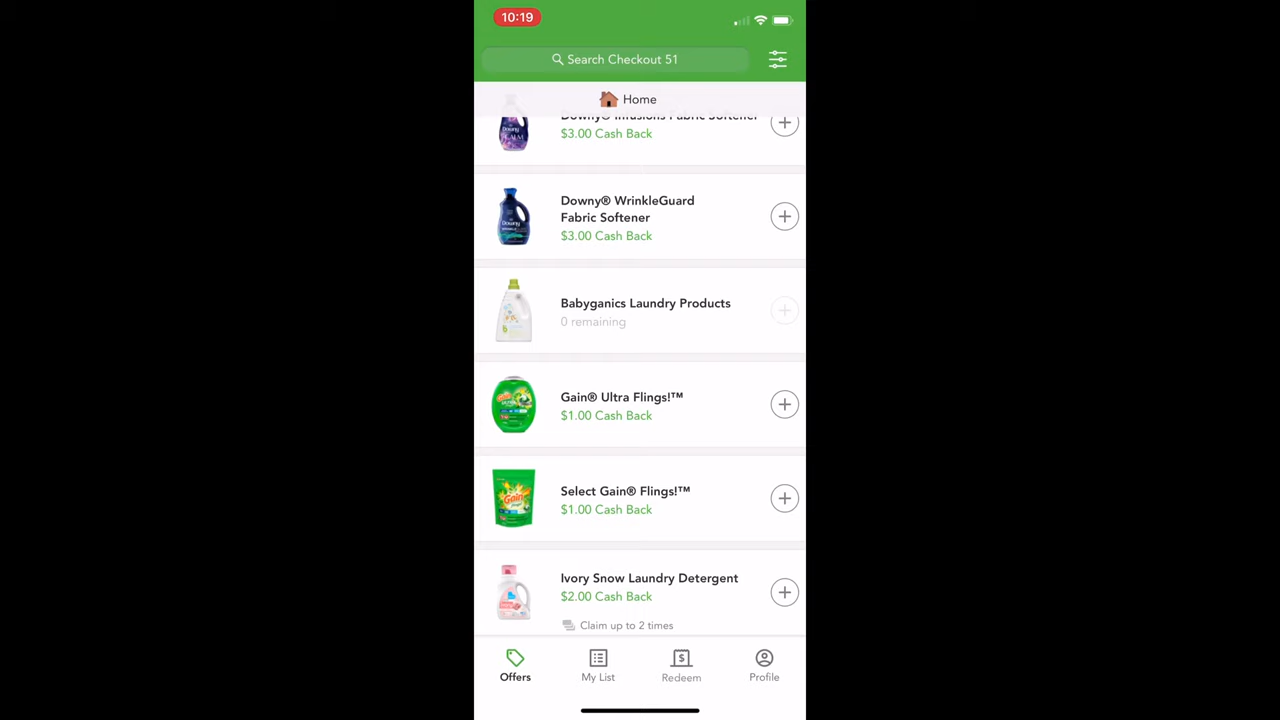 10:19
Search Checkout 51
Home
Downy® Infusions Fabric Softener
$3.00 Cash Back
Downy® WrinkleGuard
Fabric Softener
$3.00 Cash Back
Babyganics Laundry Products
0 remaining
Gain® Ultra Flings!™
$1.00 Cash Back
Select Gain® Flings!™
$1.00 Cash Back
Gain
Ivory Snow Laundry Detergent
$2.00 Cash Back
Claim up to 2 times
Offers
My List
Redeem
Profile